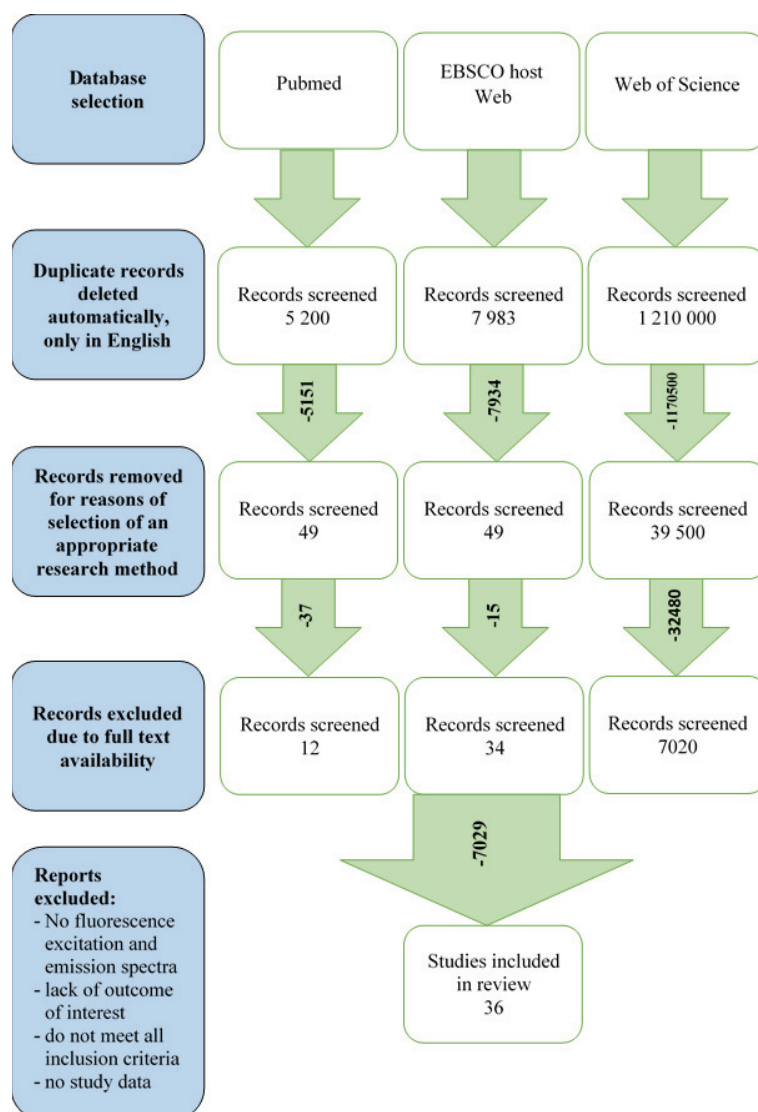 Database
selection
Pubmed
EBSCO host
Web
Web of Science
Duplicate records
deleted
automatically,
only in English
Records screened
5 200
Records screened
7 983
Records screened
1 210 000
-5151
-7934
-1170500
Records removed
for reasons of
selection of an
appropriate
research method
Records screened
49
Records screened
49
Records screened
39 500
-37
-15
-32480
Records excluded
due to full text
availability
Records screened
12
Records screened
34
Records screened
7020
-7029
Reports
excluded:
- No fluorescence
excitation and
emission spectra
- lack of outcome
of interest
- do not meet all
inclusion criteria
- no study data
Studies included
in review
36